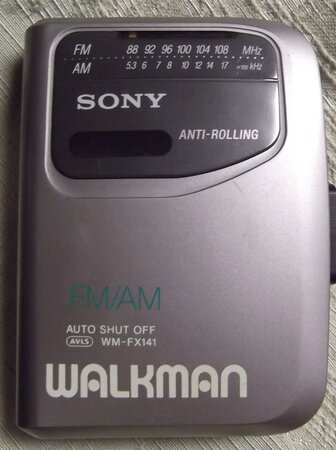 FM 88 92 96 100 104 108 MHz
AM 5.3 6 7 8 10 12 14 17 ×100 kHz
SONY
ANTI-ROLLING
FM/AM
AUTO SHUT OFF
AVLS WM-FX141
WALKMAN